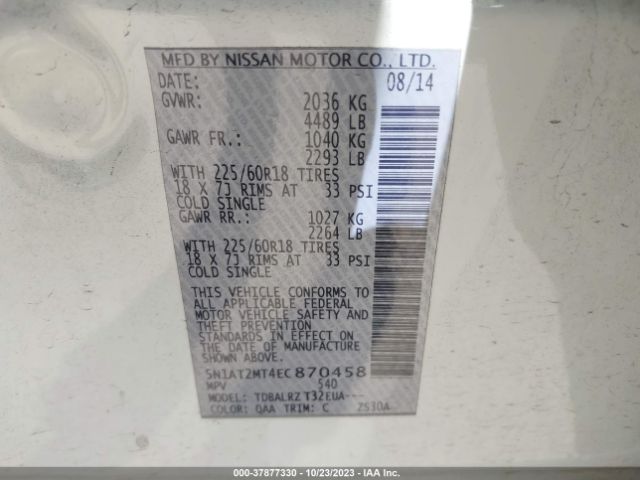 MFD BY NISSAN MOTOR CO., LTD.
DATE: 08/14
GVWR: 2036 KG
4489 LB
GAWR FR.: 1040 KG
2293 LB
WITH 225/60R18 TIRES
18 X 7J RIMS AT 33 PSI
COLD SINGLE
GAWR RR.: 1027 KG
2264 LB
WITH 225/60R18 TIRES
18 X 7J RIMS AT 33 PSI
COLD SINGLE
THIS VEHICLE CONFORMS TO
ALL APPLICABLE FEDERAL
MOTOR VEHICLE SAFETY AND
THEFT PREVENTION
STANDARDS IN EFFECT ON
THE DATE OF MANUFACTURE
SHOWN ABOVE.
5N1AT2MT4EC870458
MPV 540
MODEL: TDBALRZ T32EUA---
COLOR: QAA TRIM: C ZS30A
000-37877330 - 10/23/2023 - IAA Inc.